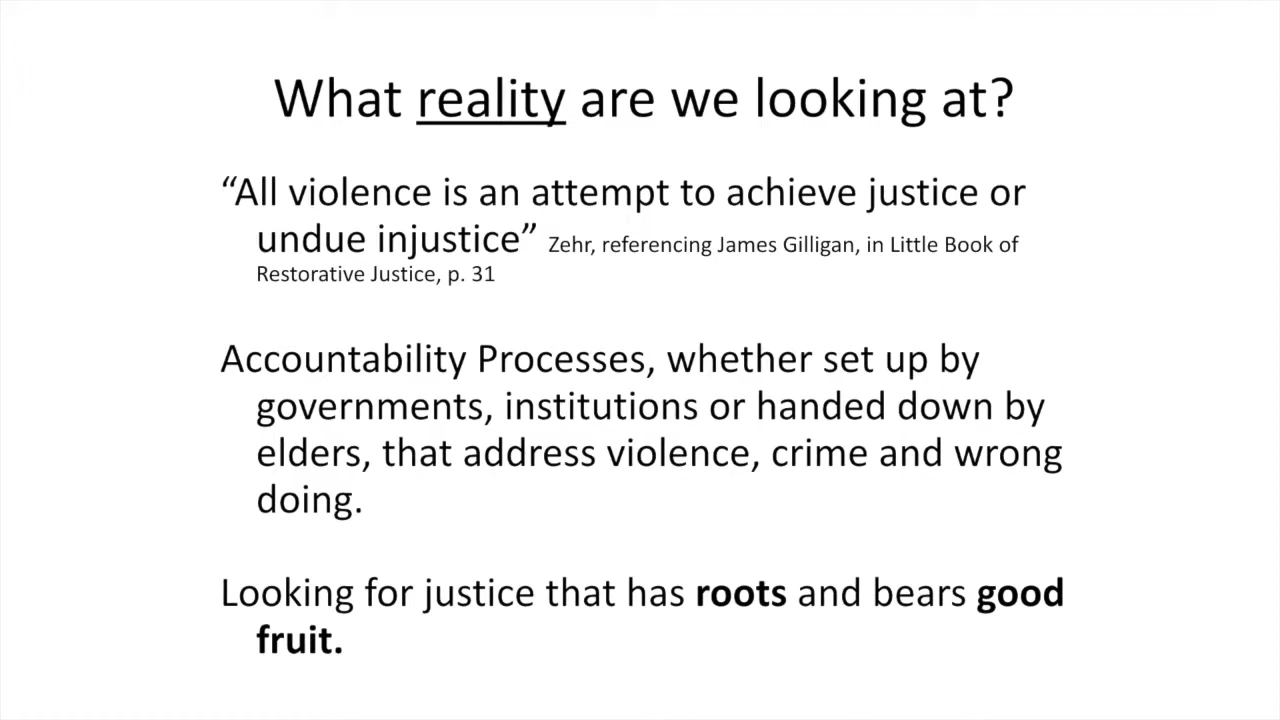 What reality are we looking at?
“All violence is an attempt to achieve justice or
undue injustice” Zehr, referencing James Gilligan, in Little Book of
Restorative Justice, p. 31
Accountability Processes, whether set up by
governments, institutions or handed down by
elders, that address violence, crime and wrong
doing.
Looking for justice that has roots and bears good
fruit.